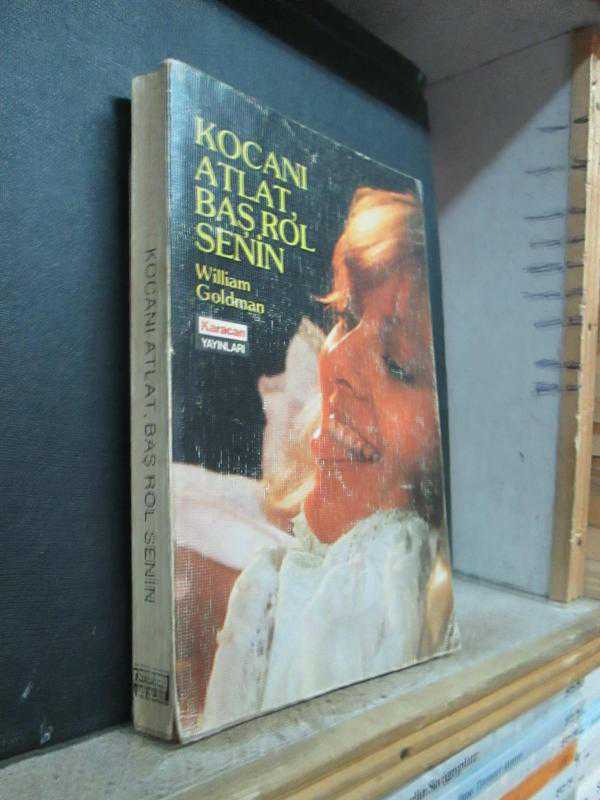 KOCANI
ATLAT,
BAŞ ROL
SENİN
William
Goldman
Karacan
YAYINLARI
KOCANI ATLAT, BAŞ ROL SENİN